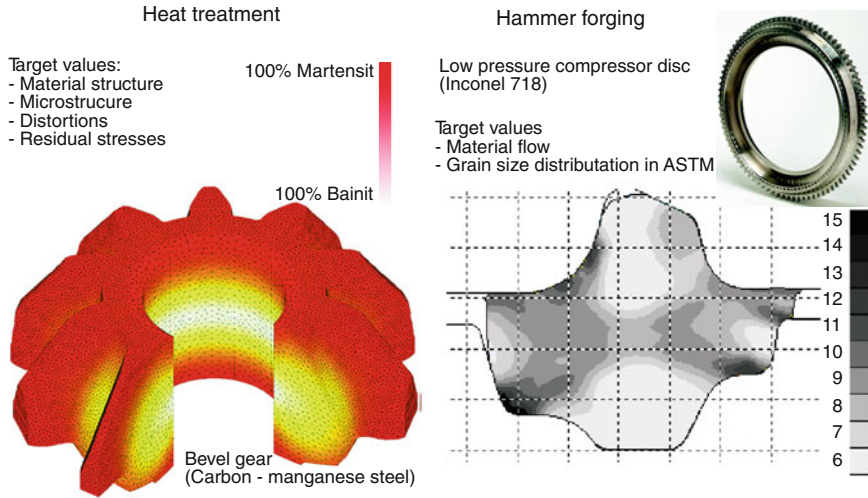 Heat treatment
Target values:
- Material structure
- Microstrucure
- Distortions
- Residual stresses
100% Martensit
100% Bainit
Bevel gear
(Carbon - manganese steel)
Hammer forging
Low pressure compressor disc
(Inconel 718)
Target values
- Material flow
- Grain size distributation in ASTM
15
14
13
12
11
10
9
8
7
6